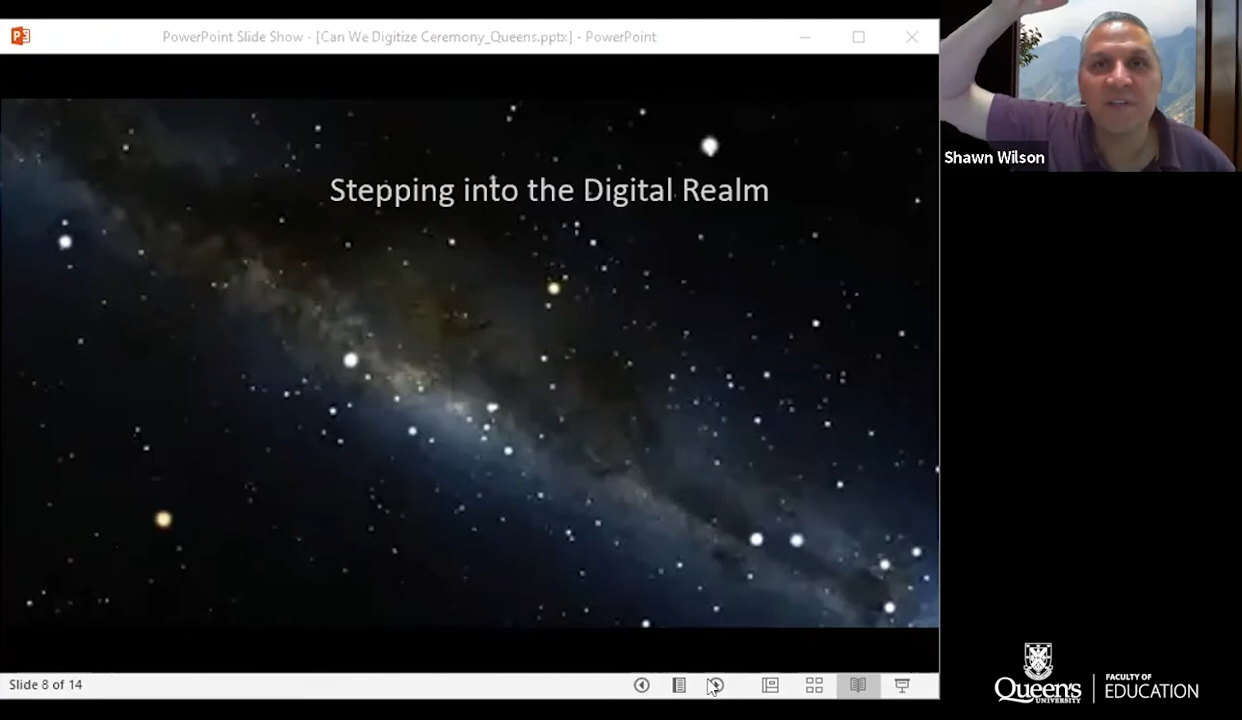 PowerPoint Slide Show - [Can We Digitize Ceremony_Queens.pptx] - PowerPoint
Shawn Wilson
Stepping into the Digital Realm
Slide 8 of 14
Queen's
UNIVERSITY
FACULTY OF
EDUCATION